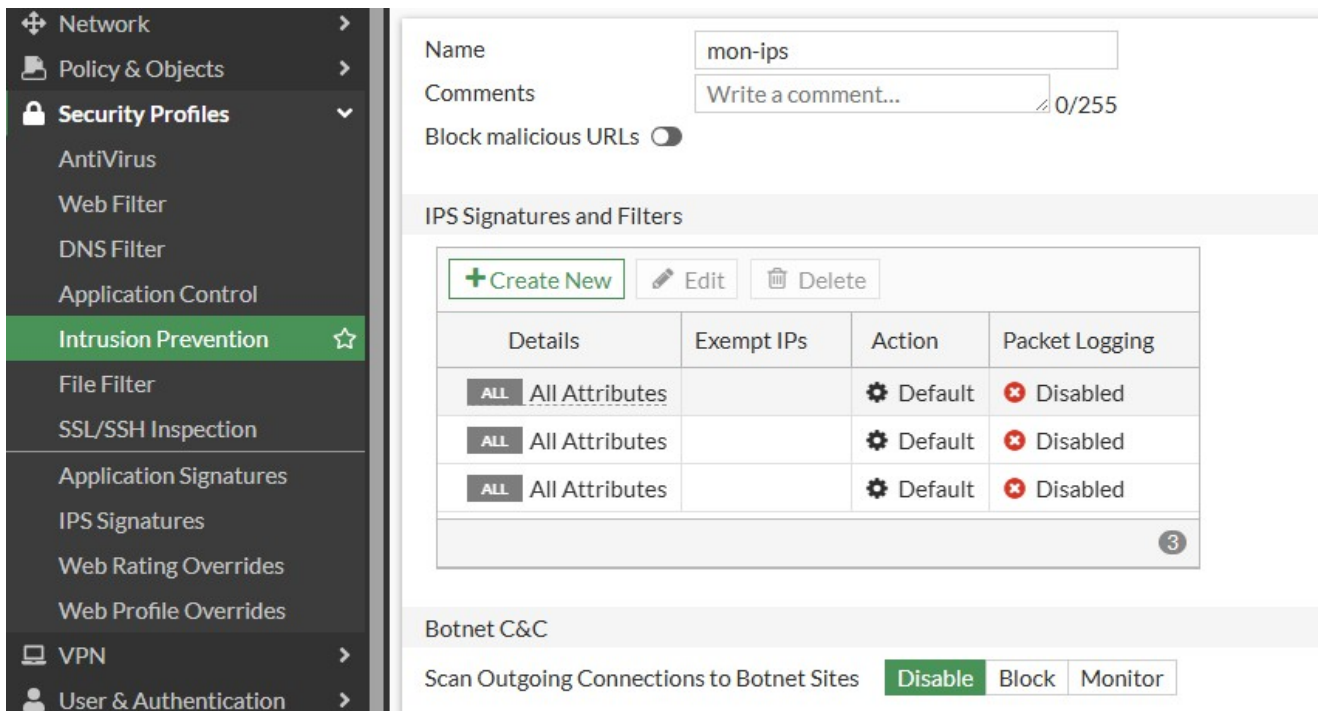 Network
Policy & Objects
Security Profiles
AntiVirus
Web Filter
DNS Filter
Application Control
Intrusion Prevention
File Filter
SSL/SSH Inspection
Application Signatures
IPS Signatures
Web Rating Overrides
Web Profile Overrides
VPN
User & Authentication
Name mon-ips
Comments Write a comment... 0/255
Block malicious URLs
IPS Signatures and Filters
+ Create New Edit Delete
Details Exempt IPs Action Packet Logging
ALL All Attributes Default Disabled
ALL All Attributes Default Disabled
ALL All Attributes Default Disabled
3
Botnet C&C
Scan Outgoing Connections to Botnet Sites Disable Block Monitor